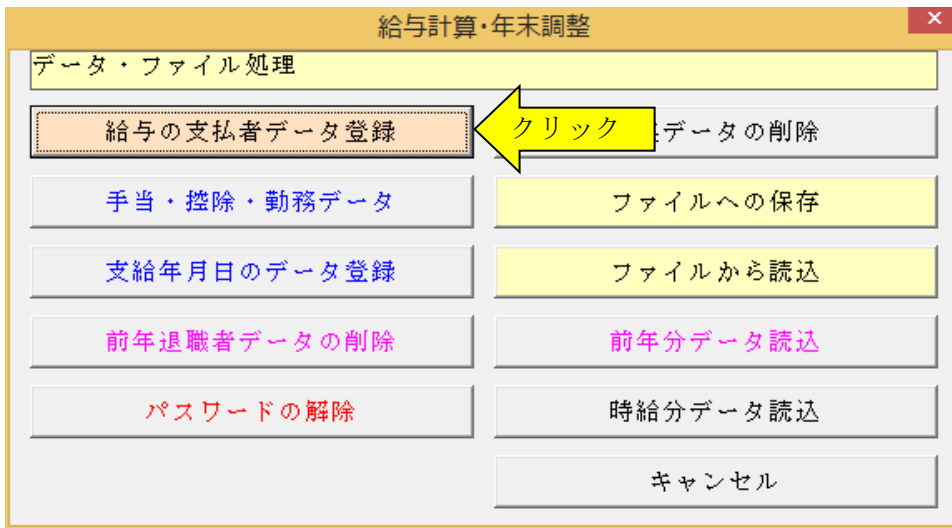 給与計算・年末調整
データ・ファイル処理
給与の支払者データ登録
クリック
データの削除
手当・控除・勤務データ
ファイルへの保存
支給年月日のデータ登録
ファイルから読込
前年退職者データの削除
前年分データ読込
パスワードの解除
時給分データ読込
キャンセル